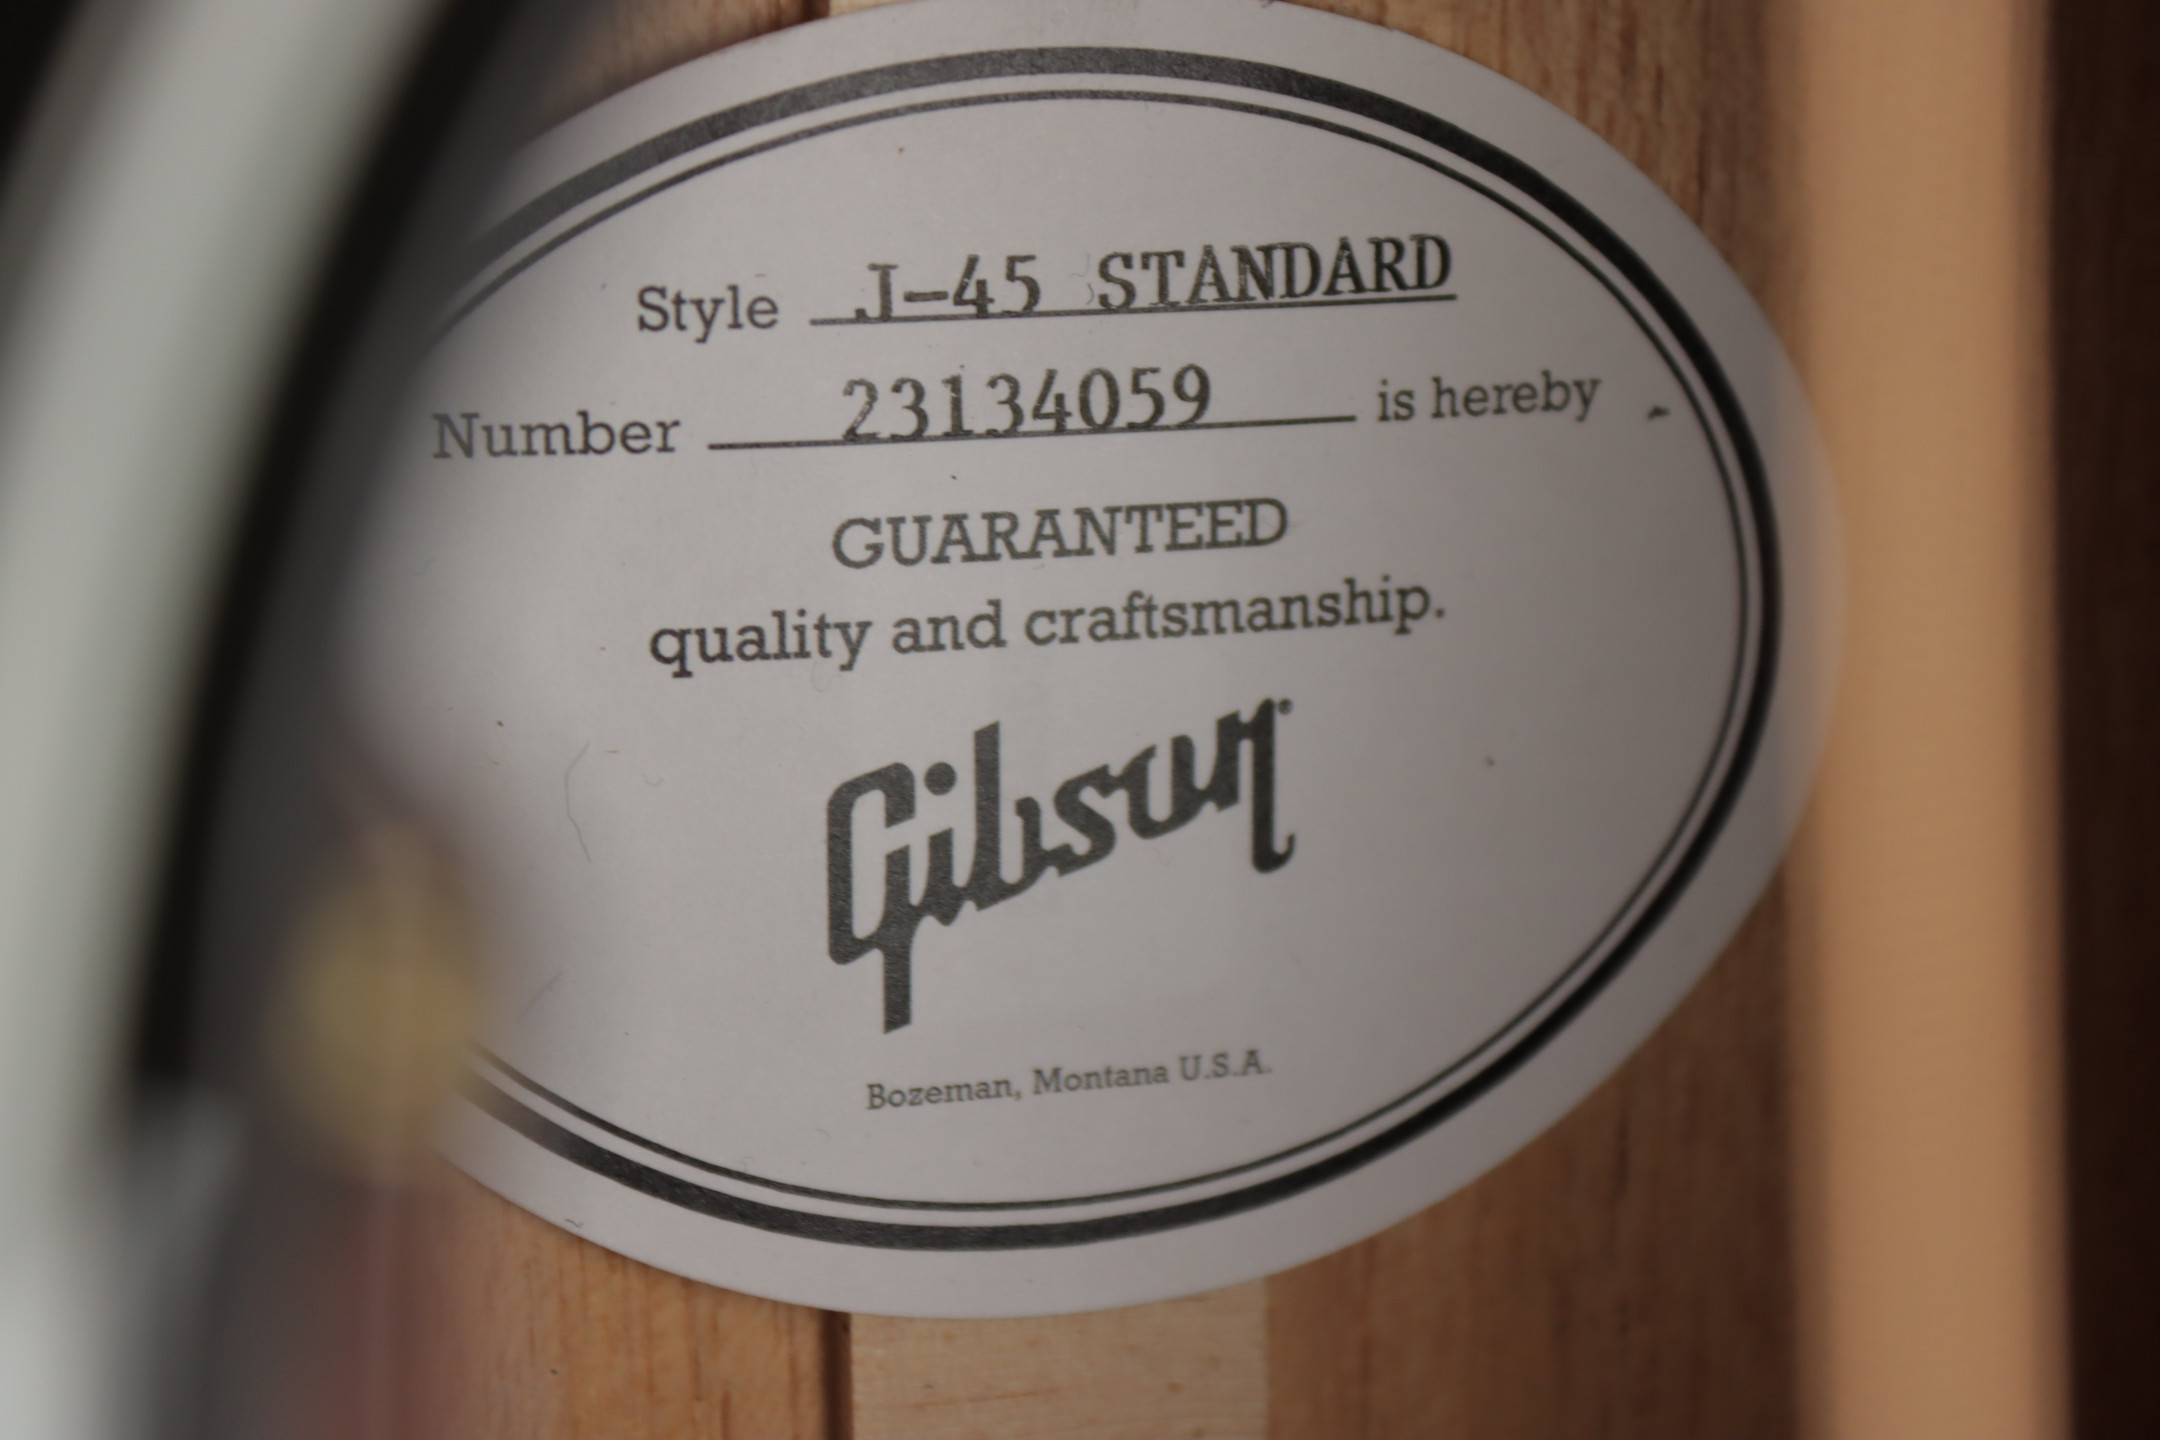 Style J-45 STANDARD
Number 23134059 is hereby
GUARANTEED
quality and craftsmanship.
Gibson®
Bozeman, Montana U.S.A.